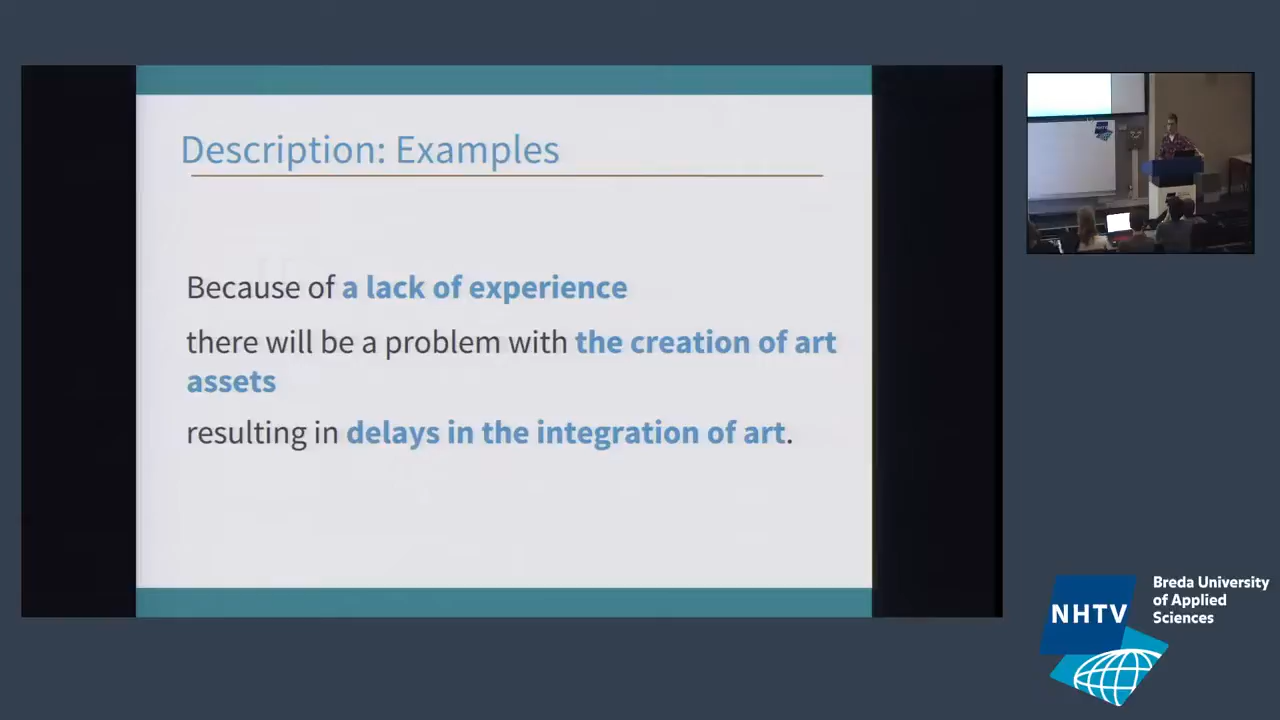 Description: Examples
Because of a lack of experience
there will be a problem with the creation of art
assets
resulting in delays in the integration of art.
NHTV
Breda University
of Applied
Sciences